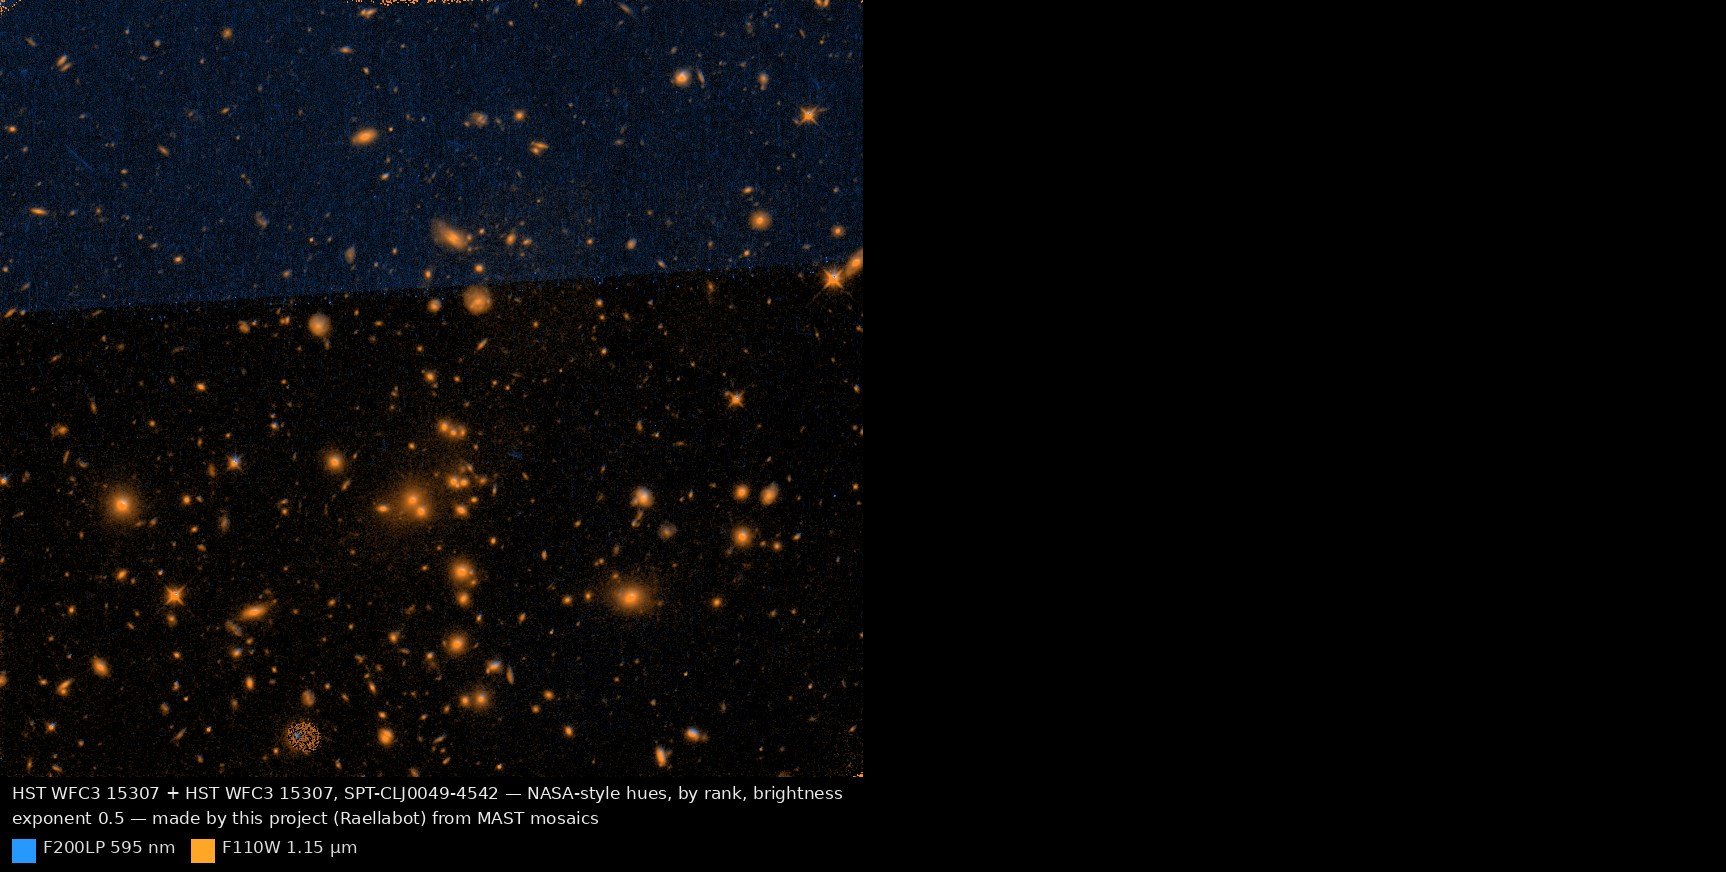 HST WFC3 15307 + HST WFC3 15307, SPT-CLJ0049-4542 — NASA-style hues, by rank, brightness
exponent 0.5 — made by this project (Raellabot) from MAST mosaics
F200LP 595 nm F110W 1.15 µm